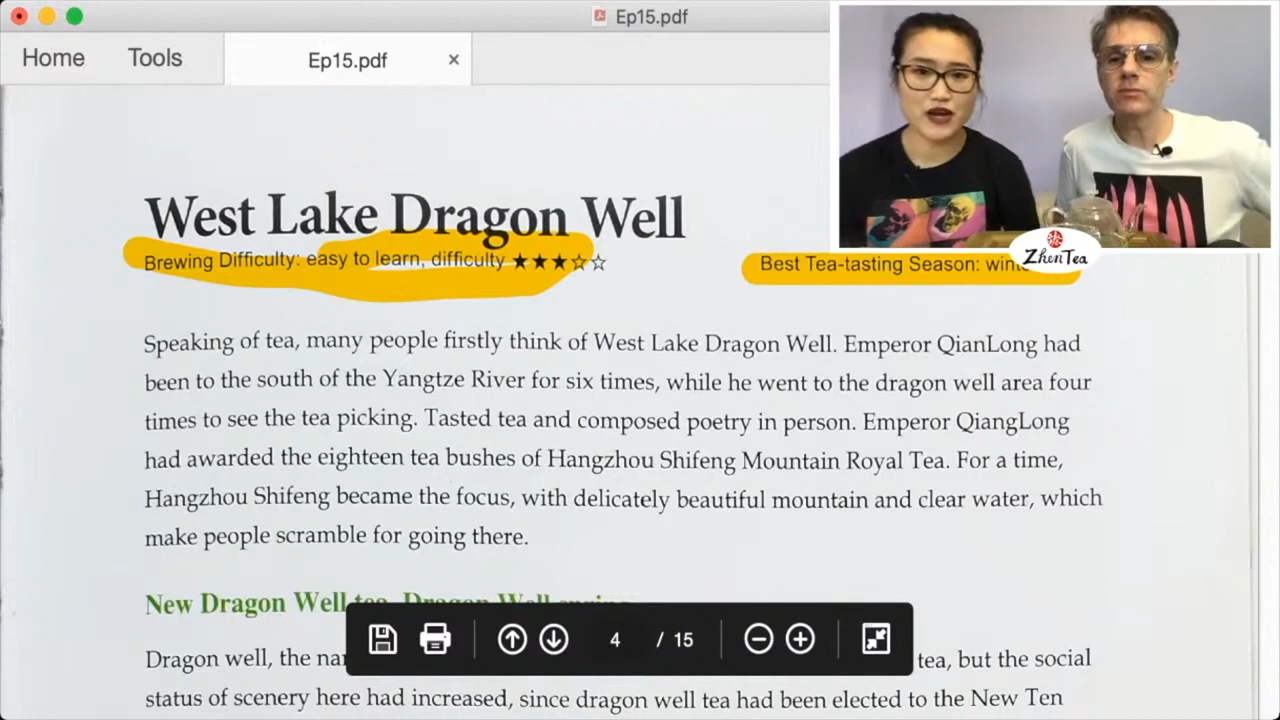 Ep15.pdf
Home Tools Ep15.pdf ×
West Lake Dragon Well
Brewing Difficulty: easy to learn, difficulty ★★★☆☆
Best Tea-tasting Season:
ZhenTea
Speaking of tea, many people firstly think of West Lake Dragon Well. Emperor QianLong had
been to the south of the Yangtze River for six times, while he went to the dragon well area four
times to see the tea picking. Tasted tea and composed poetry in person. Emperor QiangLong
had awarded the eighteen tea bushes of Hangzhou Shifeng Mountain Royal Tea. For a time,
Hangzhou Shifeng became the focus, with delicately beautiful mountain and clear water, which
make people scramble for going there.
New Dragon Well tea, Dragon Well spring
4 / 15
Dragon well, the tea, but the social
status of scenery here had increased, since dragon well tea had been elected to the New Ten